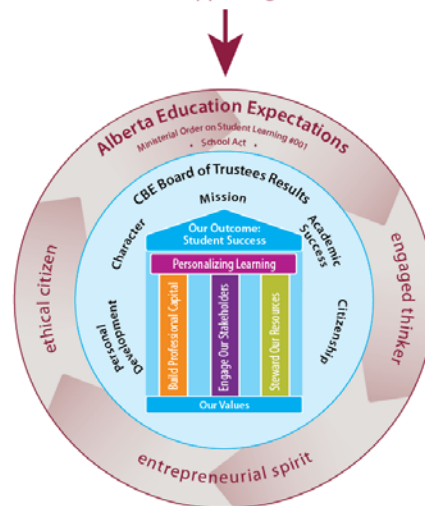 Alberta Education Expectations
Ministerial Order on Student Learning #001
• School Act •
CBE Board of Trustees Results
Mission
Character
Academic
Success
Personal
Development
Citizenship
Our Outcome:
Student Success
Personalizing Learning
Build Professional Capital
Engage Our Stakeholders
Steward Our Resources
Our Values
ethical citizen
engaged thinker
entrepreneurial spirit